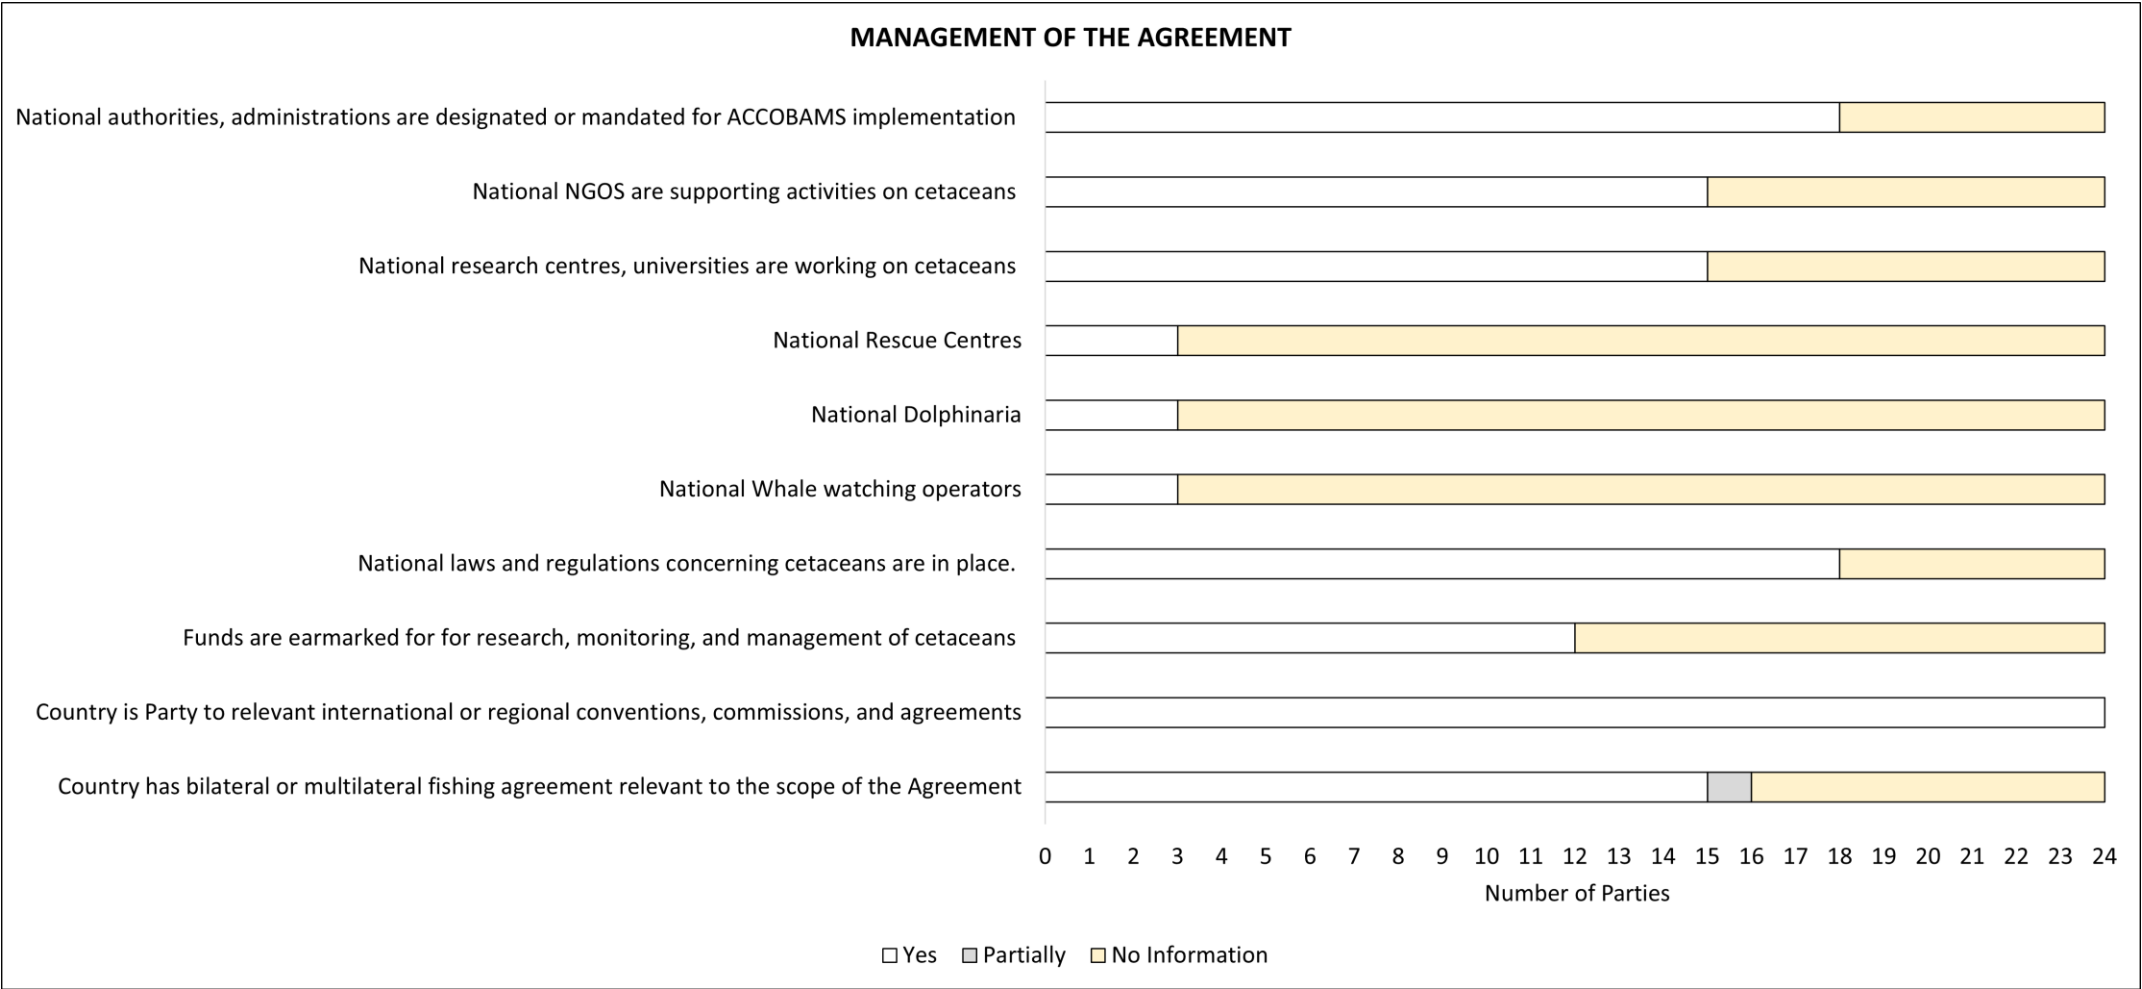 MANAGEMENT OF THE AGREEMENT
National authorities, administrations are designated or mandated for ACCOBAMS implementation
National NGOS are supporting activities on cetaceans
National research centres, universities are working on cetaceans
National Rescue Centres
National Dolphinaria
National Whale watching operators
National laws and regulations concerning cetaceans are in place.
Funds are earmarked for for research, monitoring, and management of cetaceans
Country is Party to relevant international or regional conventions, commissions, and agreements
Country has bilateral or multilateral fishing agreement relevant to the scope of the Agreement
0 1 2 3 4 5 6 7 8 9 10 11 12 13 14 15 16 17 18 19 20 21 22 23 24
Number of Parties
Yes Partially No Information